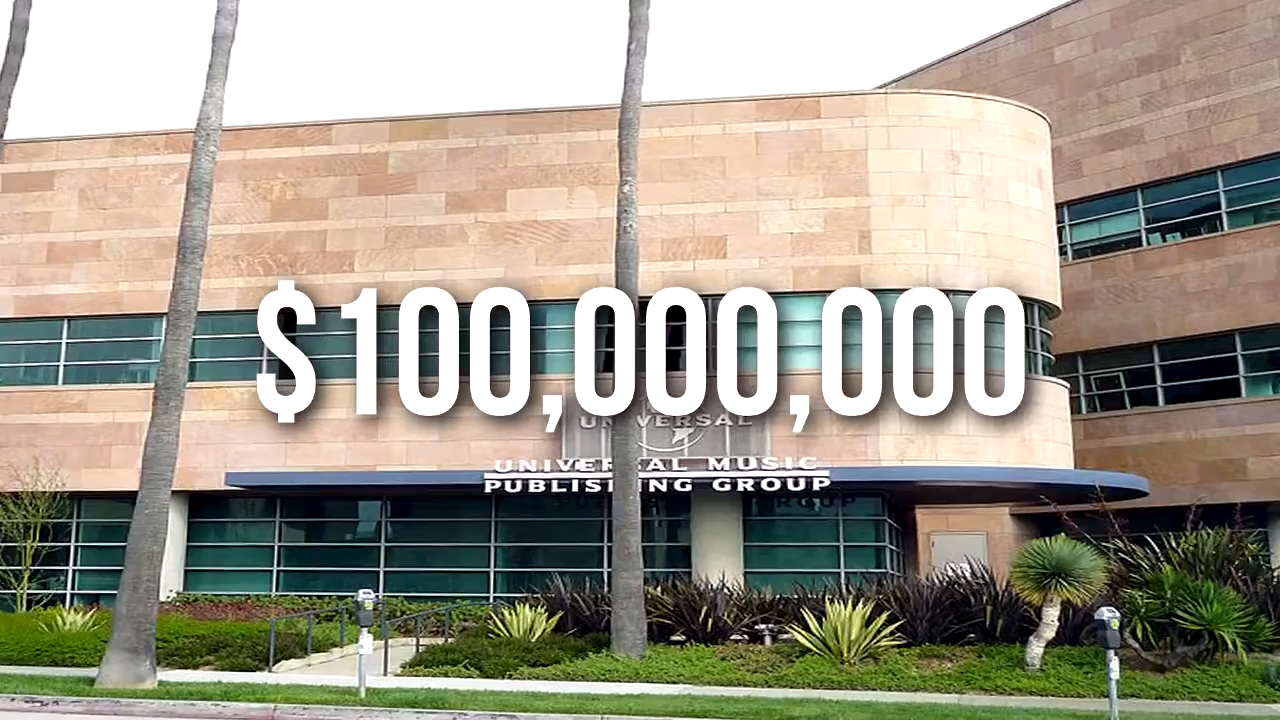 $100,000,000
UNIVERSAL
UNIVERSAL MUSIC
PUBLISHING GROUP